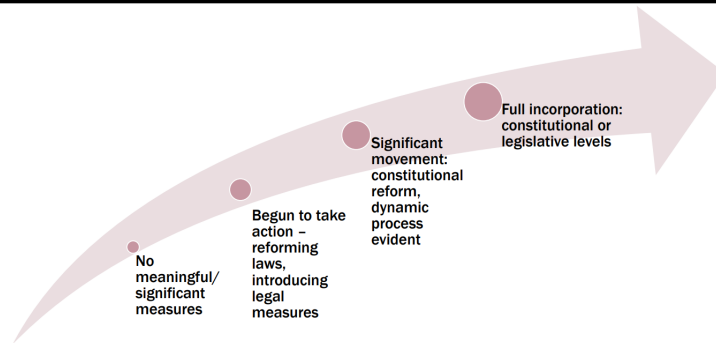 No
meaningful/
significant
measures
Begun to take
action –
reforming
laws,
introducing
legal
measures
Significant
movement:
constitutional
reform,
dynamic
process
evident
Full incorporation:
constitutional or
legislative levels